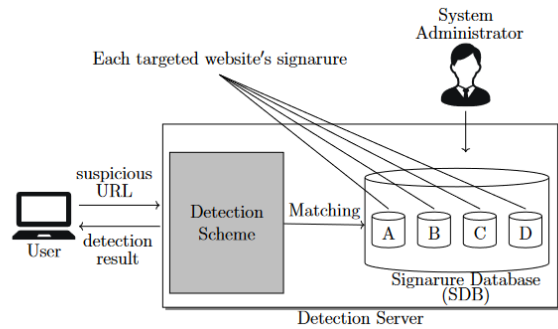 System
Administrator
Each targeted website's signarure
suspicious
URL
detection
result
User
Detection
Scheme
Matching
A
B
C
D
Signarure Database
(SDB)
Detection Server